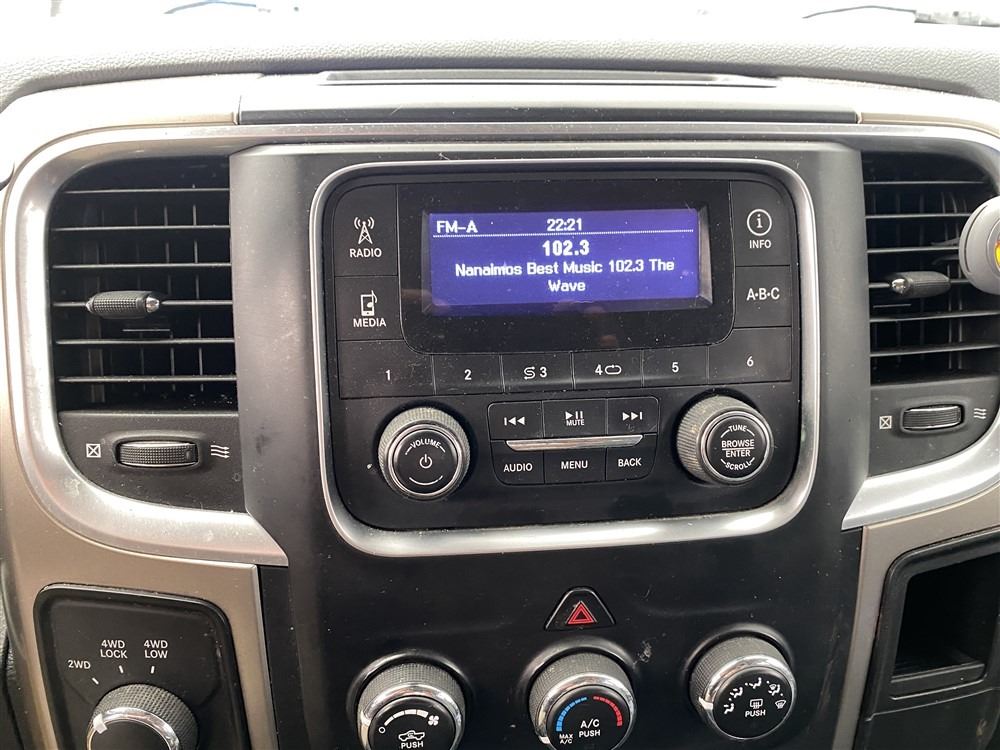 FM-A 22:21
102.3
Nanaimos Best Music 102.3 The
Wave
RADIO
MEDIA
i
INFO
A·B·C
1 2 3 4 5 6
VOLUME
MUTE
AUDIO MENU BACK
TUNE
BROWSE
ENTER
SCROLL
2WD
4WD
LOCK
4WD
LOW
PUSH
A/C
PUSH
MAX
A/C
PUSH